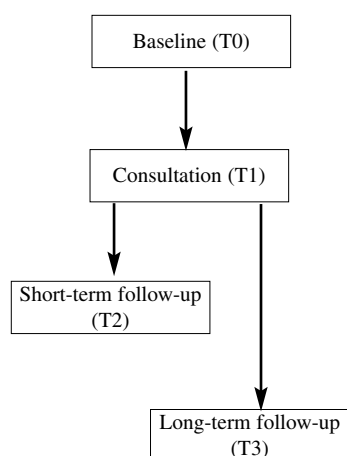 Baseline (T0)
Consultation (T1)
Short-term follow-up
(T2)
Long-term follow-up
(T3)